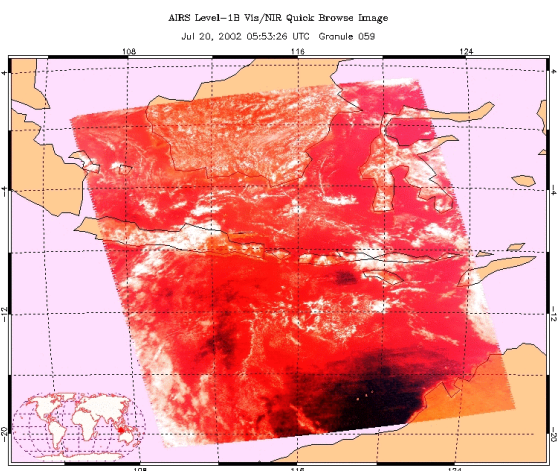 AIRS Level-1B Vis/NIR Quick Browse Image
Jul 20, 2002 05:53:26 UTC Granule 059
108 116 124
4 4
-4 -4
-12 -12
-20 -20
108 116 124